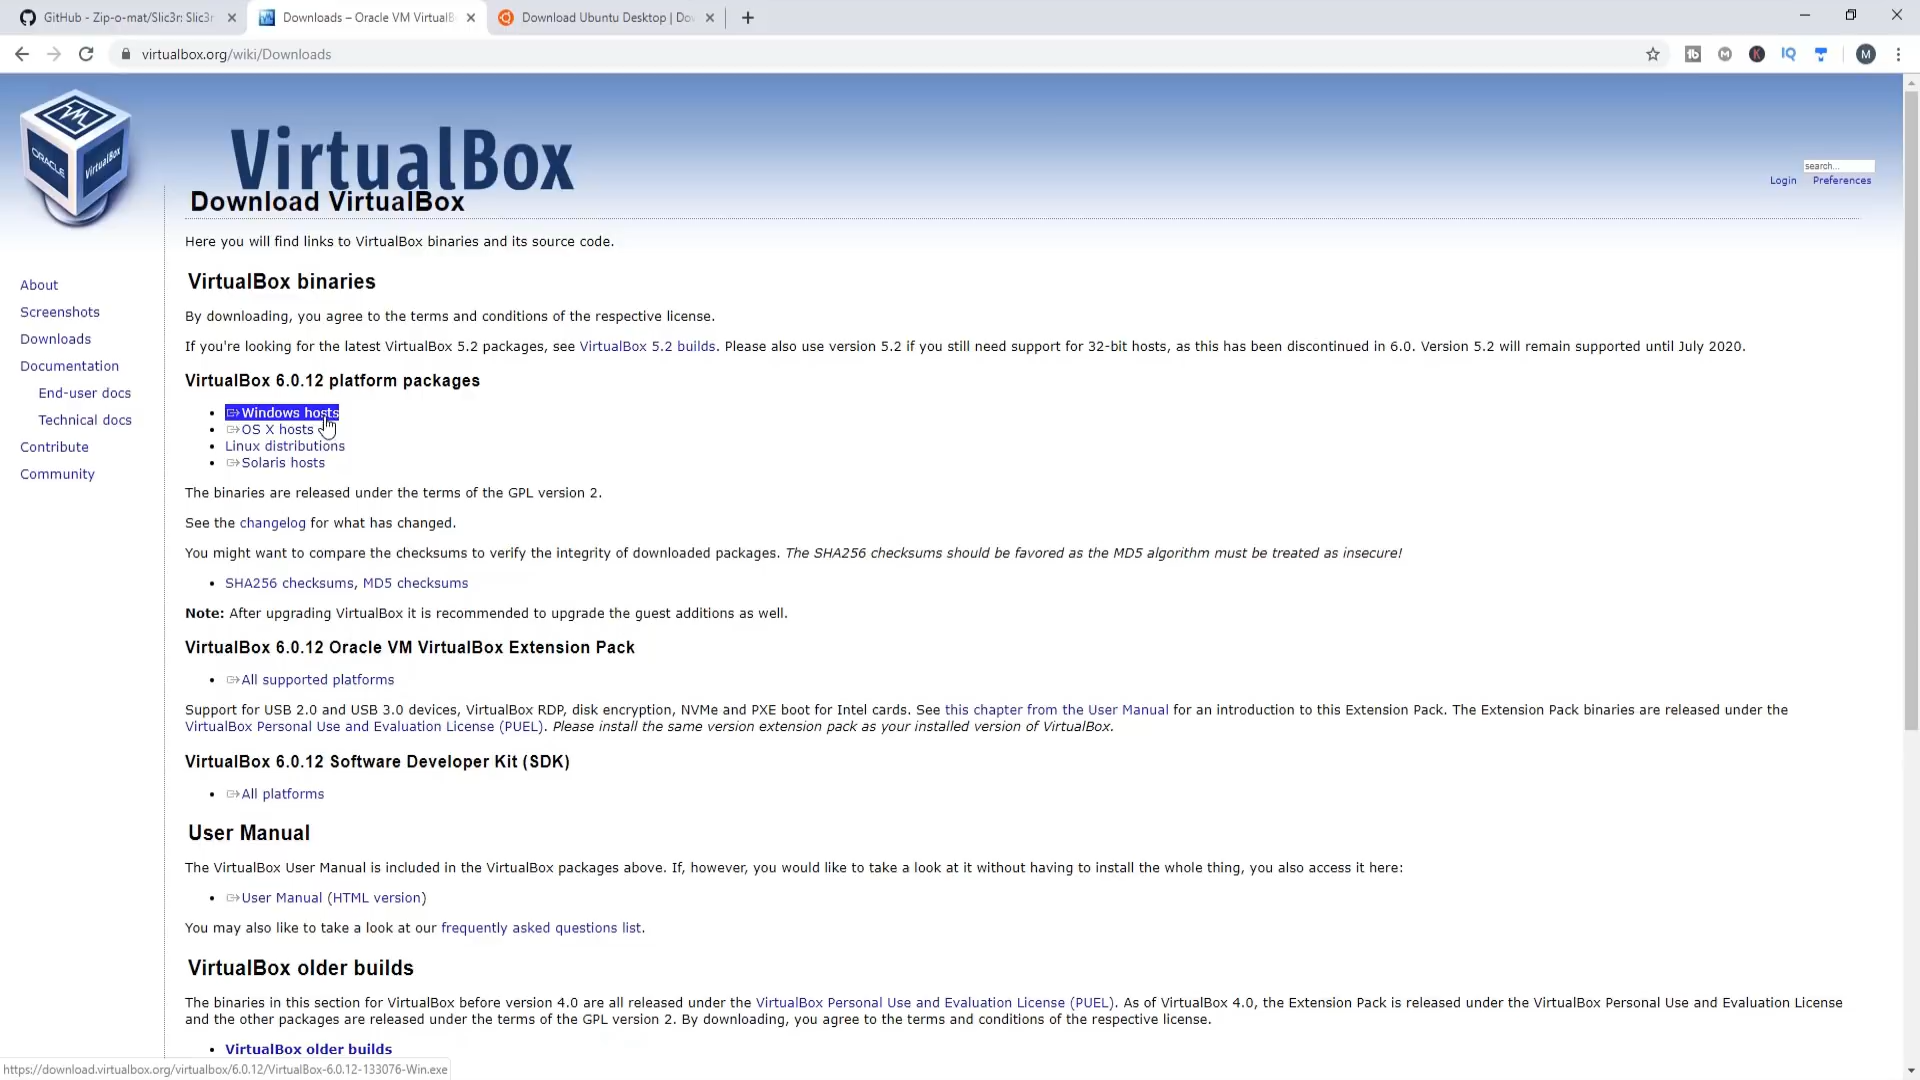 GitHub - Zip-o-mat/Slic3r: Slic3r
Downloads – Oracle VM VirtualB
Download Ubuntu Desktop | Do
virtualbox.org/wiki/Downloads
M
K
IQ
M
ORACLE
VirtualBox
VirtualBox
search...
Login
Preferences
Download VirtualBox
Here you will find links to VirtualBox binaries and its source code.
About
Screenshots
Downloads
Documentation
End-user docs
Technical docs
Contribute
Community
VirtualBox binaries
By downloading, you agree to the terms and conditions of the respective license.
If you're looking for the latest VirtualBox 5.2 packages, see VirtualBox 5.2 builds. Please also use version 5.2 if you still need support for 32-bit hosts, as this has been discontinued in 6.0. Version 5.2 will remain supported until July 2020.
VirtualBox 6.0.12 platform packages
• Windows hosts
• OS X hosts
• Linux distributions
• Solaris hosts
The binaries are released under the terms of the GPL version 2.
See the changelog for what has changed.
You might want to compare the checksums to verify the integrity of downloaded packages. The SHA256 checksums should be favored as the MD5 algorithm must be treated as insecure!
• SHA256 checksums, MD5 checksums
Note: After upgrading VirtualBox it is recommended to upgrade the guest additions as well.
VirtualBox 6.0.12 Oracle VM VirtualBox Extension Pack
• All supported platforms
Support for USB 2.0 and USB 3.0 devices, VirtualBox RDP, disk encryption, NVMe and PXE boot for Intel cards. See this chapter from the User Manual for an introduction to this Extension Pack. The Extension Pack binaries are released under the
VirtualBox Personal Use and Evaluation License (PUEL). Please install the same version extension pack as your installed version of VirtualBox.
VirtualBox 6.0.12 Software Developer Kit (SDK)
• All platforms
User Manual
The VirtualBox User Manual is included in the VirtualBox packages above. If, however, you would like to take a look at it without having to install the whole thing, you also access it here:
• User Manual (HTML version)
You may also like to take a look at our frequently asked questions list.
VirtualBox older builds
The binaries in this section for VirtualBox before version 4.0 are all released under the VirtualBox Personal Use and Evaluation License (PUEL). As of VirtualBox 4.0, the Extension Pack is released under the VirtualBox Personal Use and Evaluation License
and the other packages are released under the terms of the GPL version 2. By downloading, you agree to the terms and conditions of the respective license.
• VirtualBox older builds
https://download.virtualbox.org/virtualbox/6.0.12/VirtualBox-6.0.12-133076-Win.exe